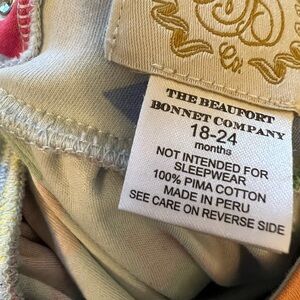 Co.
THE BEAUFORT
BONNET COMPANY
18-24
months
NOT INTENDED FOR
SLEEPWEAR
100% PIMA COTTON
MADE IN PERU
SEE CARE ON REVERSE SIDE